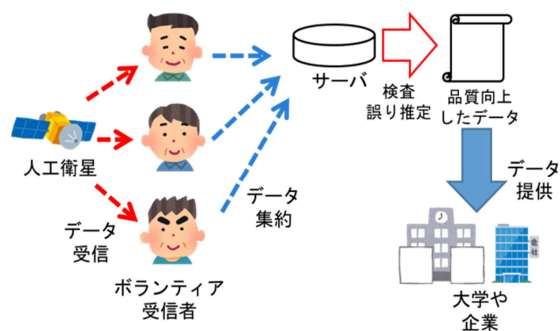 人工衛星
データ
受信
ボランティア
受信者
データ
集約
サーバ
検査
誤り推定
品質向上
したデータ
データ
提供
会社
大学や
企業